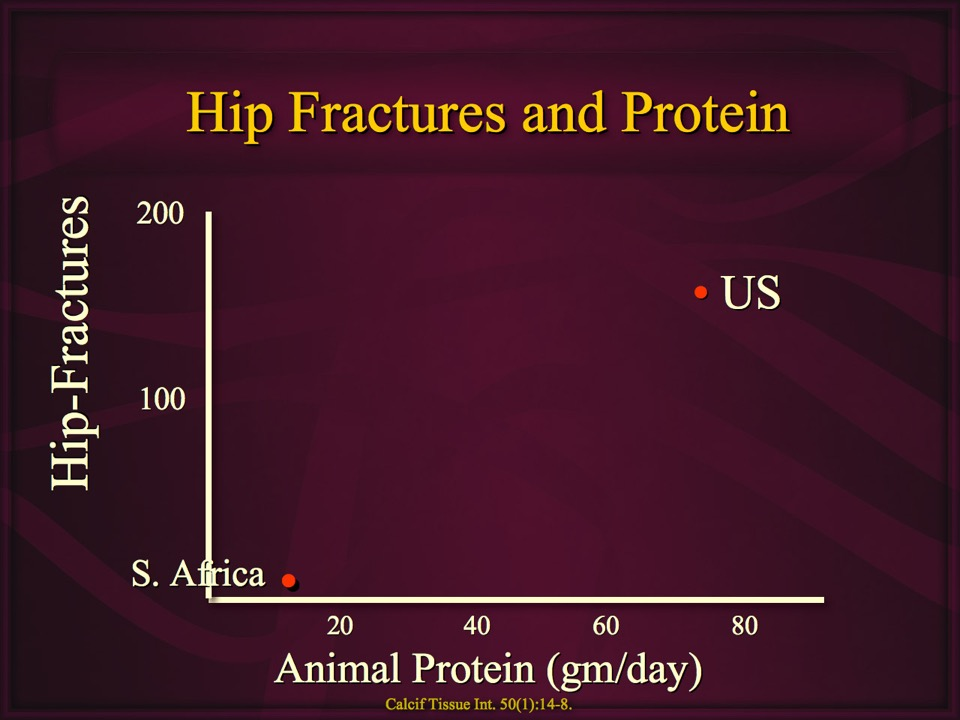 Hip Fractures and Protein
Hip-Fractures
200
US
100
S. Africa
20 40 60 80
Animal Protein (gm/day)
Calcif Tissue Int. 50(1):14-8.